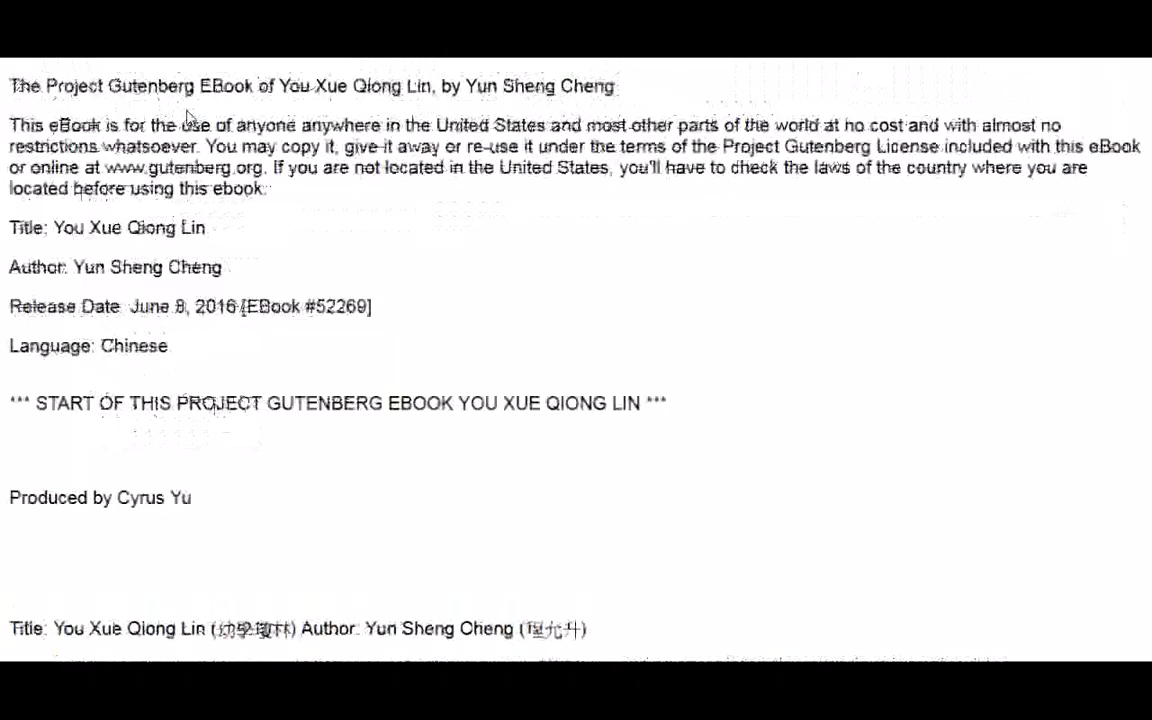 The Project Gutenberg EBook of You Xue Qiong Lin, by Yun Sheng Cheng
This eBook is for the use of anyone anywhere in the United States and most other parts of the world at no cost and with almost no
restrictions whatsoever. You may copy it, give it away or re-use it under the terms of the Project Gutenberg License included with this eBook
or online at www.gutenberg.org. If you are not located in the United States, you'll have to check the laws of the country where you are
located before using this ebook.
Title: You Xue Qiong Lin
Author: Yun Sheng Cheng
Release Date: June 8, 2016 [EBook #52269]
Language: Chinese
*** START OF THIS PROJECT GUTENBERG EBOOK YOU XUE QIONG LIN ***
Produced by Cyrus Yu
Title: You Xue Qiong Lin (幼學瓊林) Author: Yun Sheng Cheng (程允升)